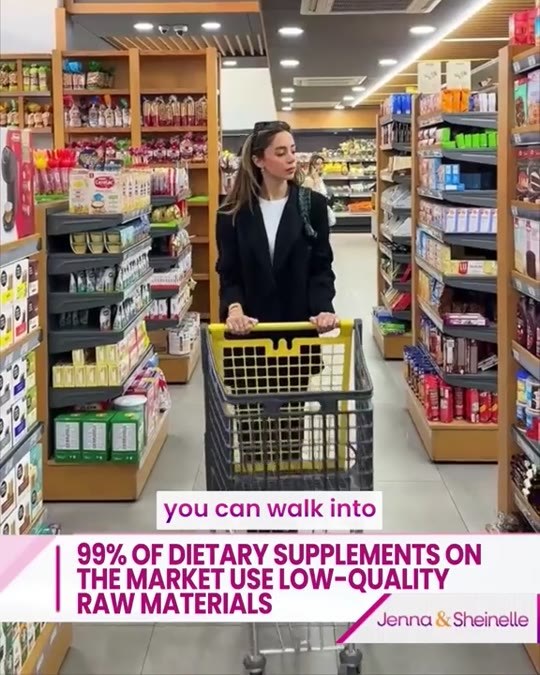 you can walk into
99% OF DIETARY SUPPLEMENTS ON
THE MARKET USE LOW-QUALITY
RAW MATERIALS
Jenna & Sheinelle